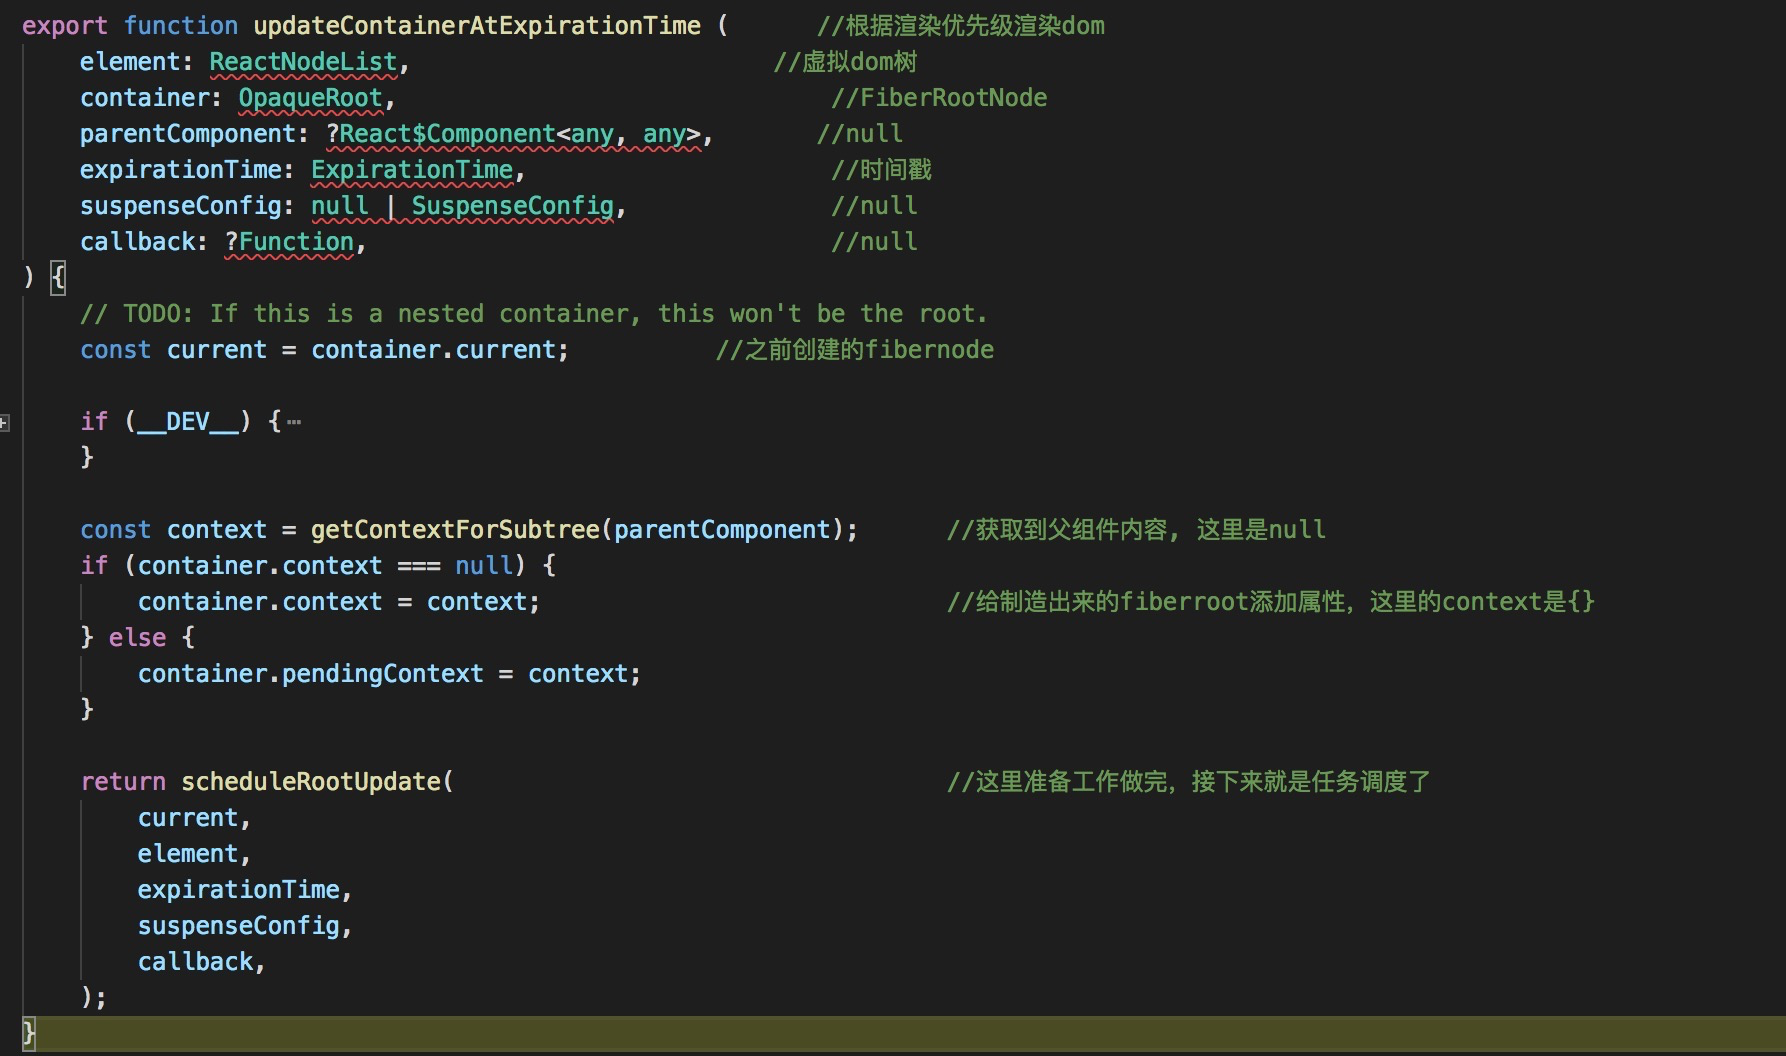 export function updateContainerAtExpirationTime (      //根据渲染优先级渲染dom
    element: ReactNodeList,                         //虚拟dom树
    container: OpaqueRoot,                              //FiberRootNode
    parentComponent: ?React$Component<any, any>,       //null
    expirationTime: ExpirationTime,                     //时间戳
    suspenseConfig: null | SuspenseConfig,              //null
    callback: ?Function,                                //null
) {
    // TODO: If this is a nested container, this won't be the root.
    const current = container.current;          //之前创建的fibernode
    if (__DEV__) {…
    }
    const context = getContextForSubtree(parentComponent);      //获取到父组件内容, 这里是null
    if (container.context === null) {
        container.context = context;                            //给制造出来的fiberroot添加属性，这里的context是{}
    } else {
        container.pendingContext = context;
    }
    return scheduleRootUpdate(                                  //这里准备工作做完，接下来就是任务调度了
        current,
        element,
        expirationTime,
        suspenseConfig,
        callback,
    );
}